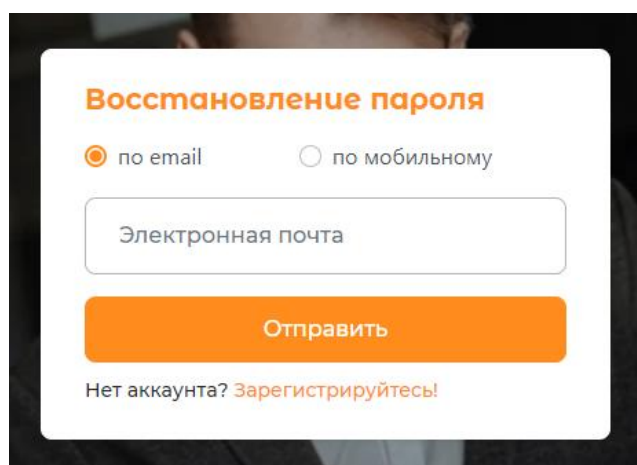 Восстановление пароля
по email по мобильному
Электронная почта
Отправить
Нет аккаунта? Зарегистрируйтесь!